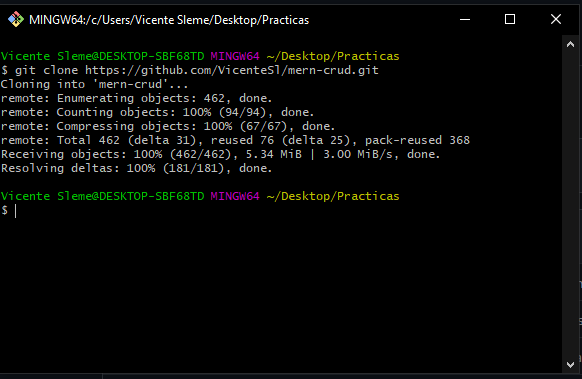 MINGW64:/c/Users/Vicente Sleme/Desktop/Practicas
Vicente Sleme@DESKTOP-SBF68TD MINGW64 ~/Desktop/Practicas
$ git clone https://github.com/VicenteSl/mern-crud.git
Cloning into 'mern-crud'...
remote: Enumerating objects: 462, done.
remote: Counting objects: 100% (94/94), done.
remote: Compressing objects: 100% (67/67), done.
remote: Total 462 (delta 31), reused 76 (delta 25), pack-reused 368
Receiving objects: 100% (462/462), 5.34 MiB | 3.00 MiB/s, done.
Resolving deltas: 100% (181/181), done.
Vicente Sleme@DESKTOP-SBF68TD MINGW64 ~/Desktop/Practicas
$